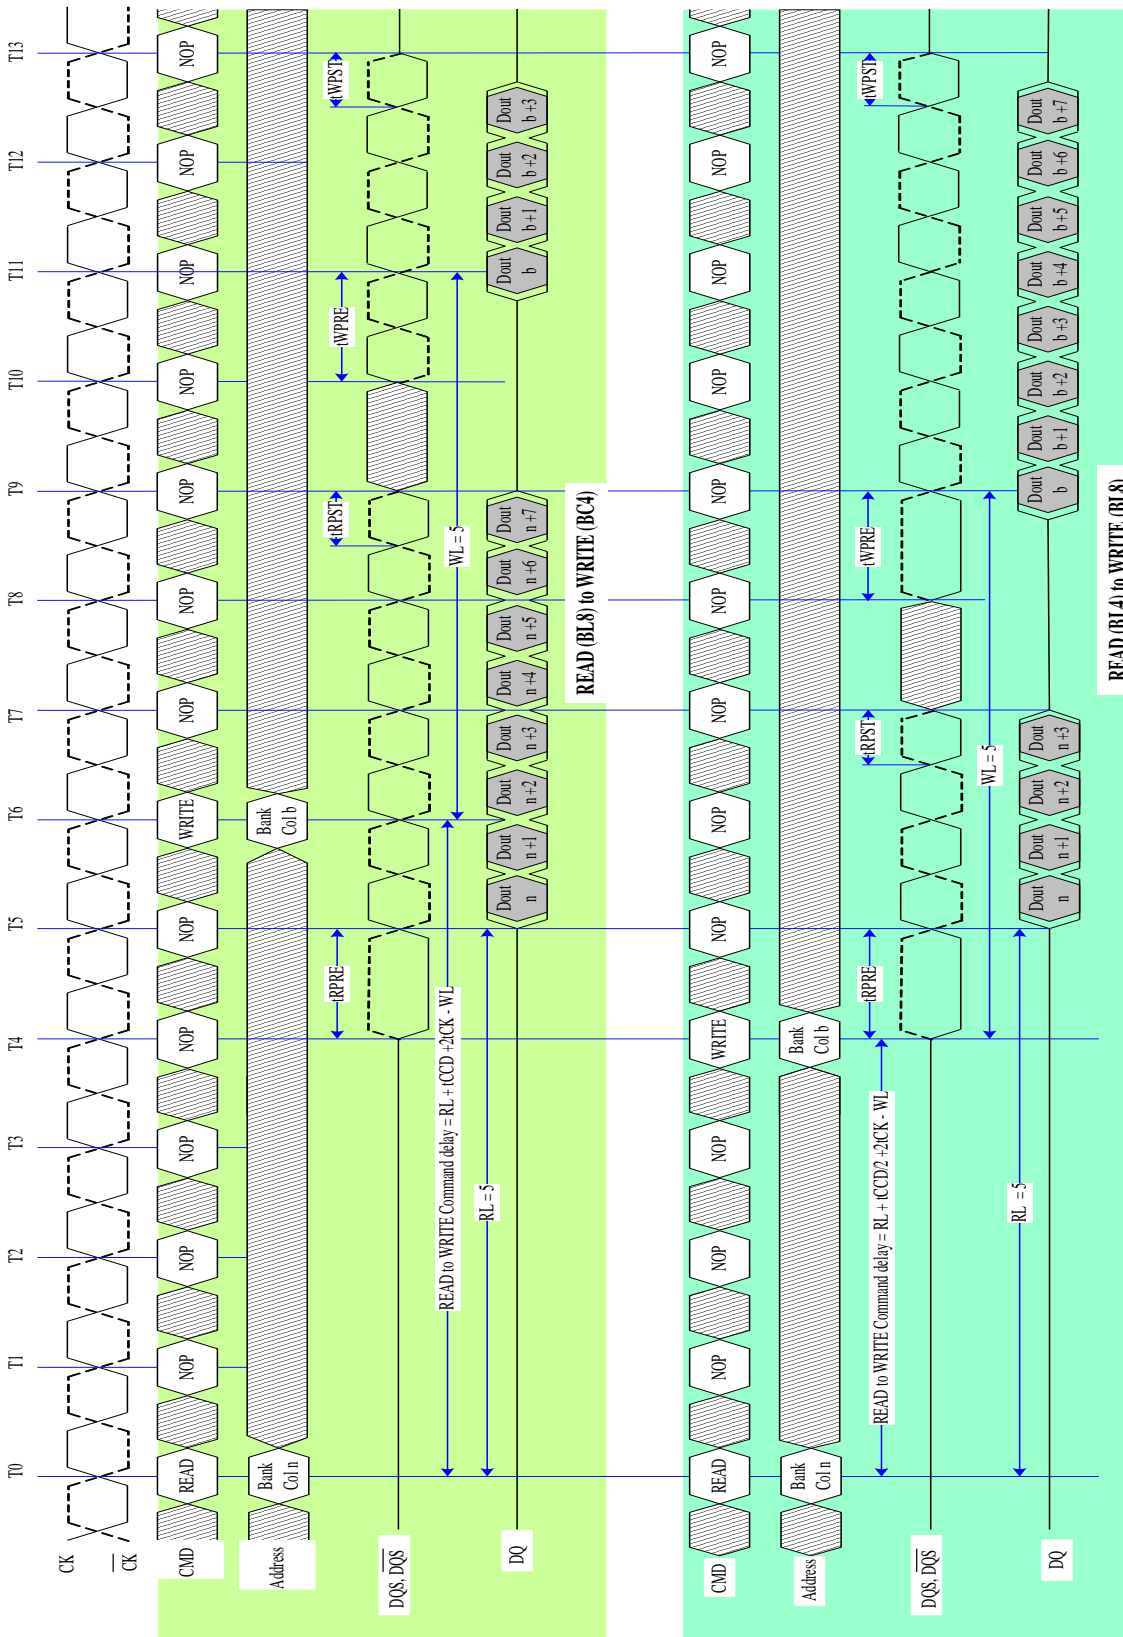 T0 T1 T2 T3 T4 T5 T6 T7 T8 T9 T10 T11 T12 T13
CK
CK
CMD READ NOP NOP NOP NOP NOP WRITE NOP NOP NOP NOP NOP NOP NOP
Address Bank Bank
Col n Col b
tRPRE tRPST tWPRE tWPST
DQS, DQS
READ to WRITE Command delay = RL + tCCD +2tCK - WL WL = 5
RL = 5
DQ Dout Dout Dout Dout Dout Dout Dout Dout Dout Dout Dout Dout
n n+1 n+2 n+3 n+4 n+5 n+6 n+7 b b+1 b+2 b+3
READ (BL8) to WRITE (BC4)
CMD READ NOP NOP NOP WRITE NOP NOP NOP NOP NOP NOP NOP NOP NOP
Address Bank Bank
Col n Col b
tRPRE tRPST tWPRE tWPST
READ to WRITE Command delay = RL + tCCD/2 +2tCK - WL
DQS, DQS
WL = 5
RL = 5
DQ Dout Dout Dout Dout Dout Dout Dout Dout Dout Dout Dout Dout
n n+1 n+2 n+3 b b+1 b+2 b+3 b+4 b+5 b+6 b+7
READ (BL4) to WRITE (BL8)